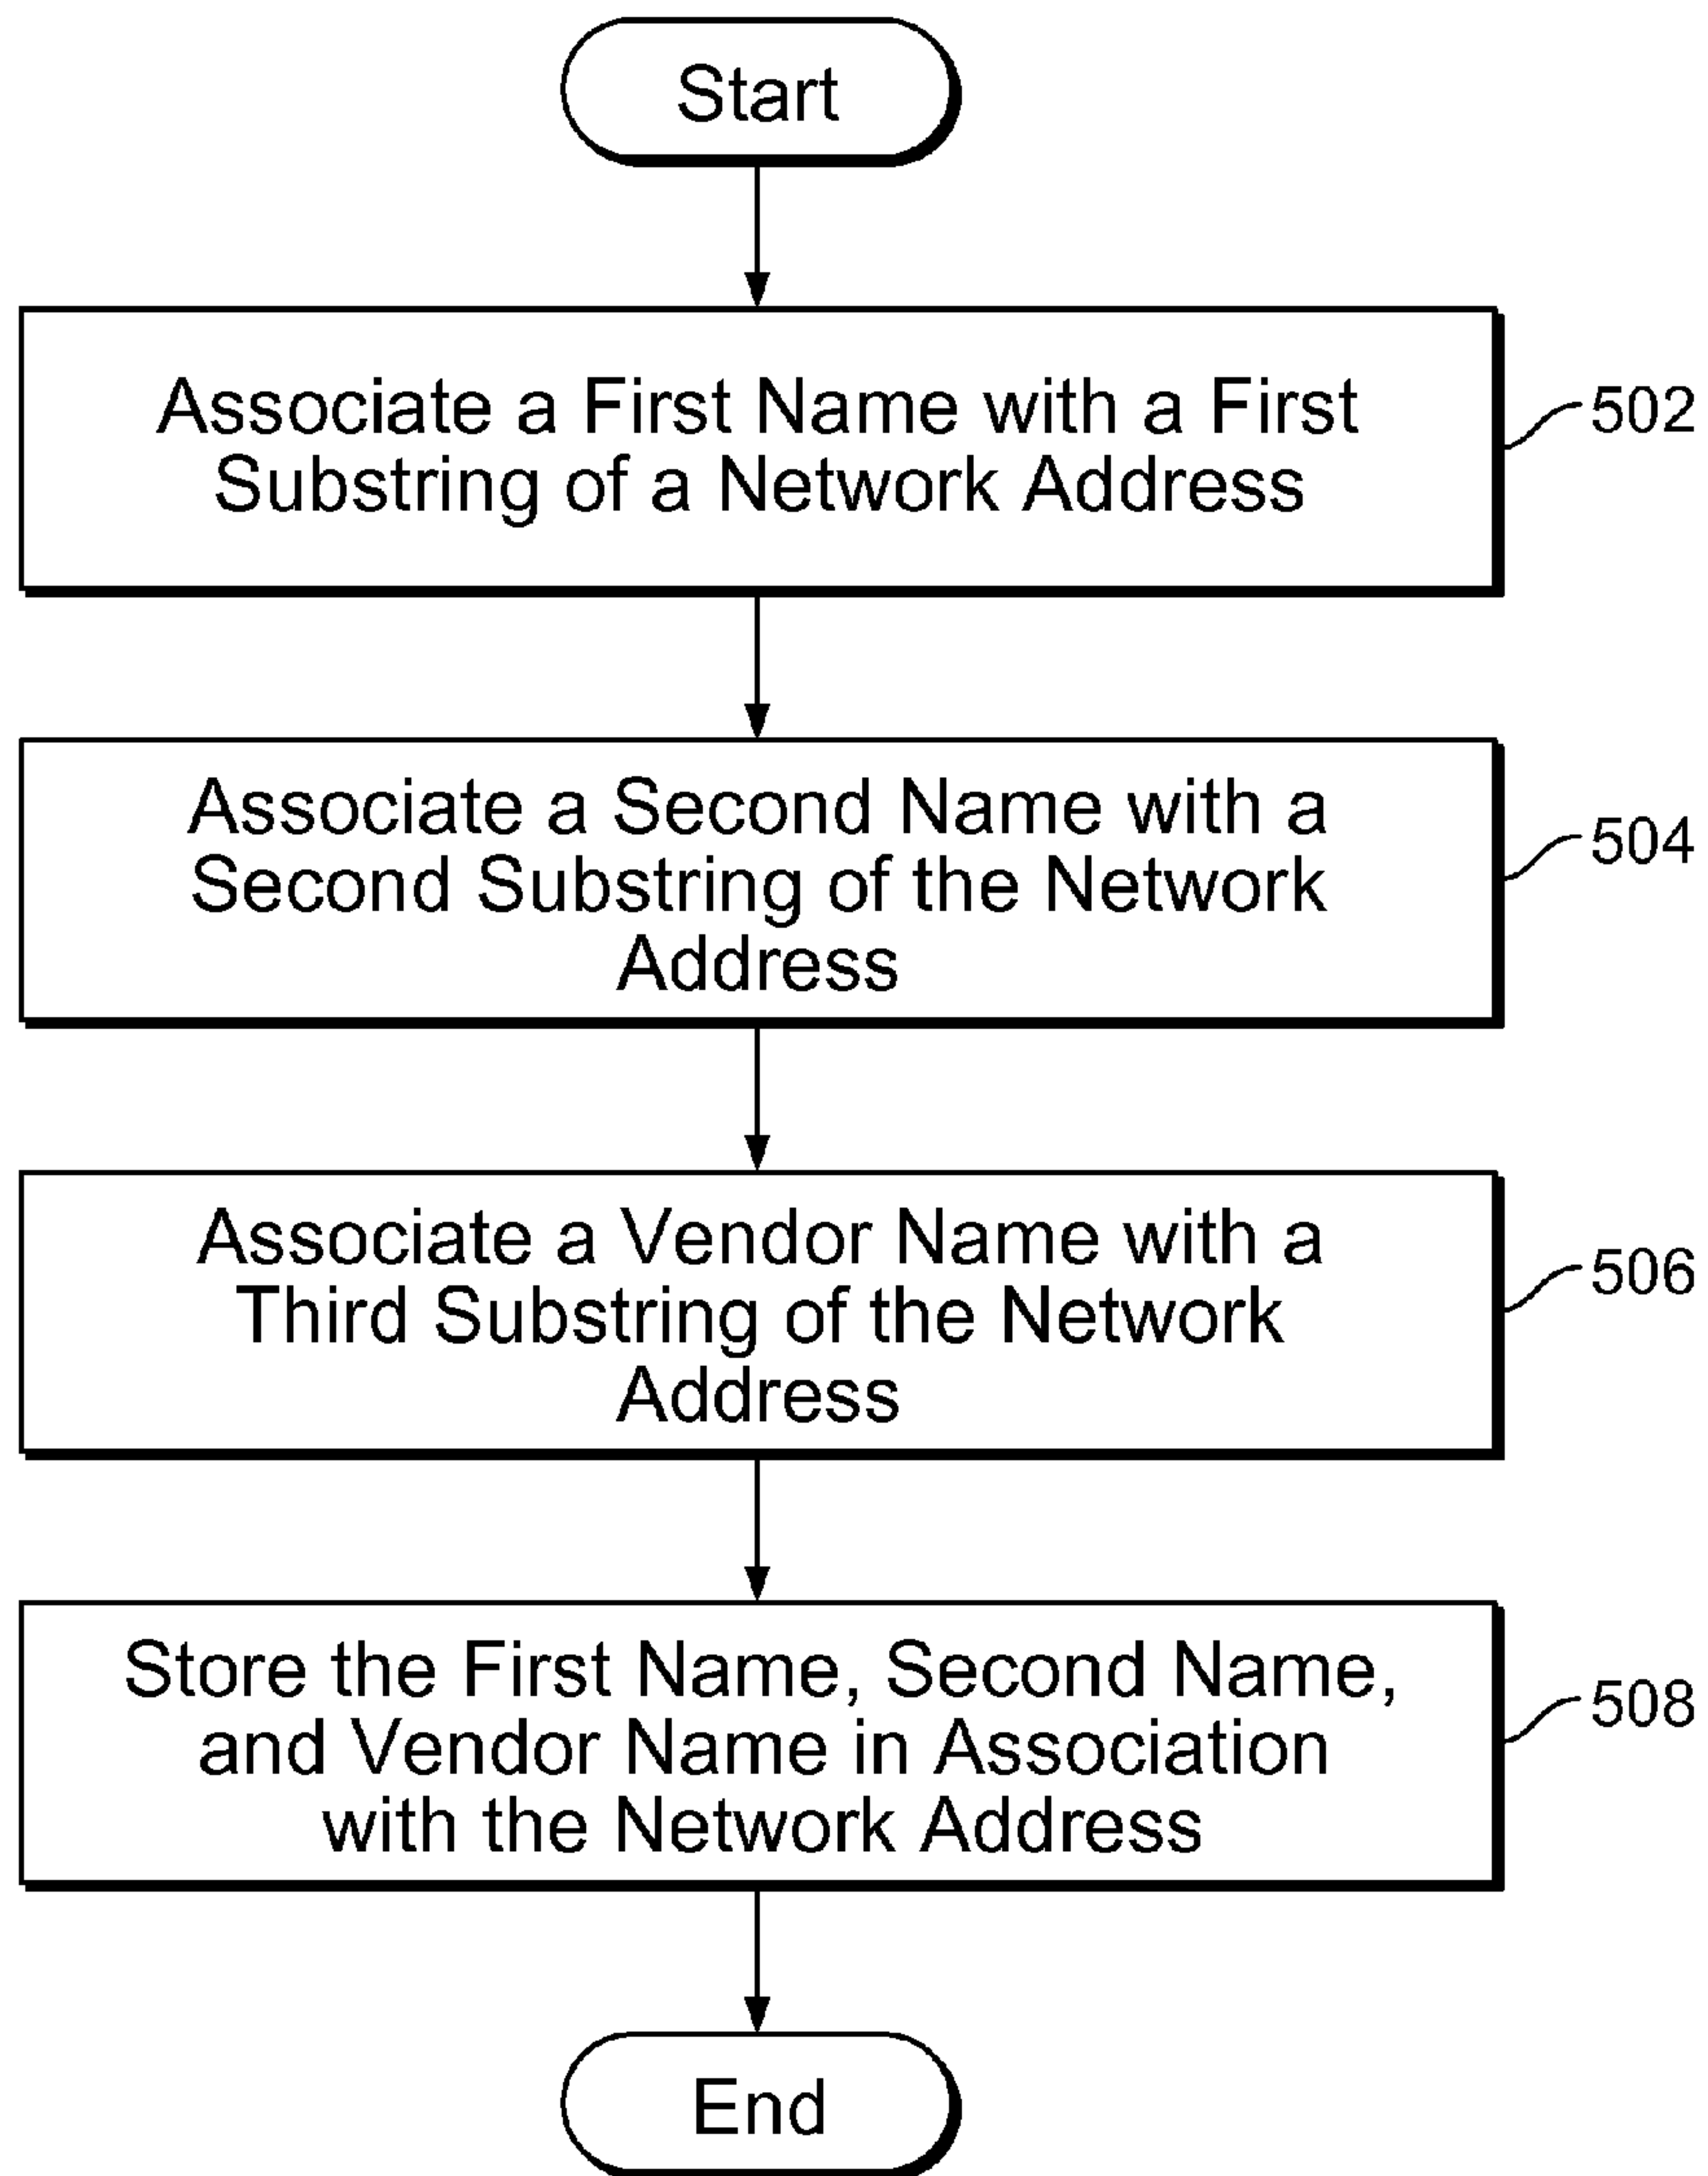 Start
Associate a First Name with a First
Substring of a Network Address
502
Associate a Second Name with a
Second Substring of the Network
Address
504
Associate a Vendor Name with a
Third Substring of the Network
Address
506
Store the First Name, Second Name,
and Vendor Name in Association
with the Network Address
508
End